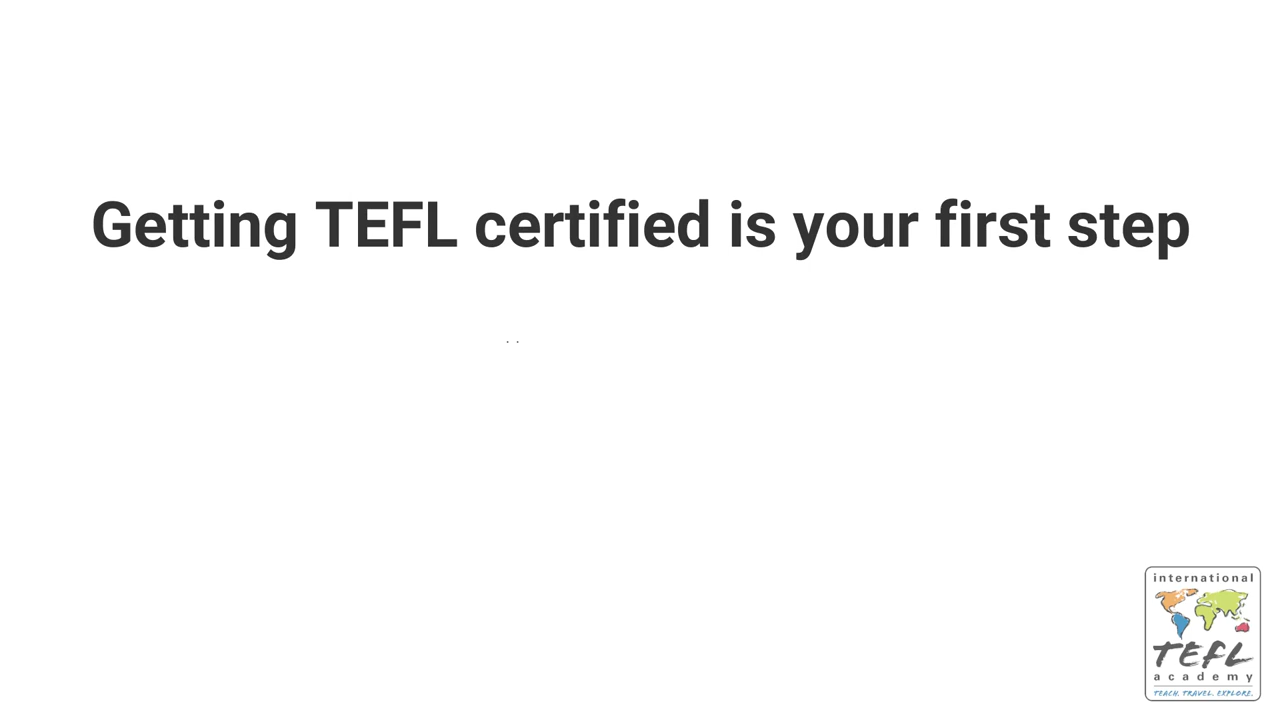 Getting TEFL certified is your first step
international
TEFL
academy
TEACH. TRAVEL. EXPLORE.